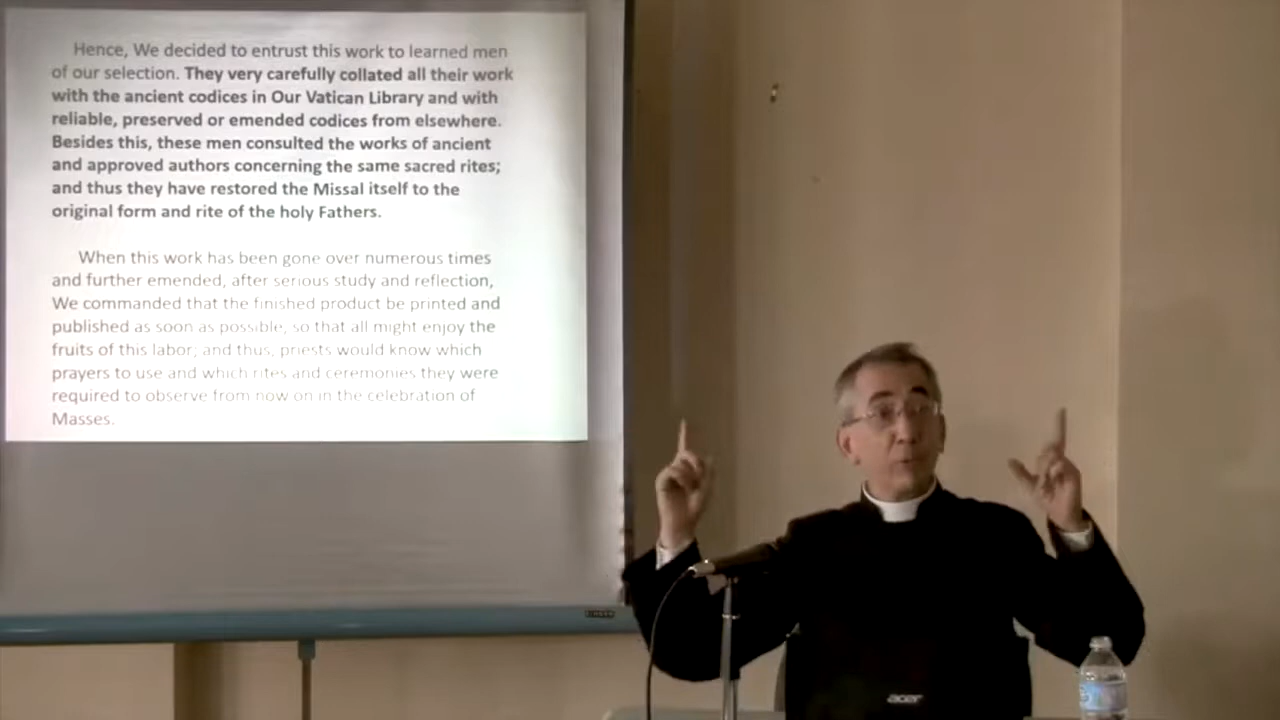 Hence, We decided to entrust this work to learned men
of our selection. They very carefully collated all their work
with the ancient codices in Our Vatican Library and with
reliable, preserved or emended codices from elsewhere.
Besides this, these men consulted the works of ancient
and approved authors concerning the same sacred rites;
and thus they have restored the Missal itself to the
original form and rite of the holy Fathers.
When this work has been gone over numerous times
and further emended, after serious study and reflection,
We commanded that the finished product be printed and
published as soon as possible, so that all might enjoy the
fruits of this labor; and thus, priests would know which
prayers to use and which rites and ceremonies they were
required to observe from now on in the celebration of
Masses.
acer